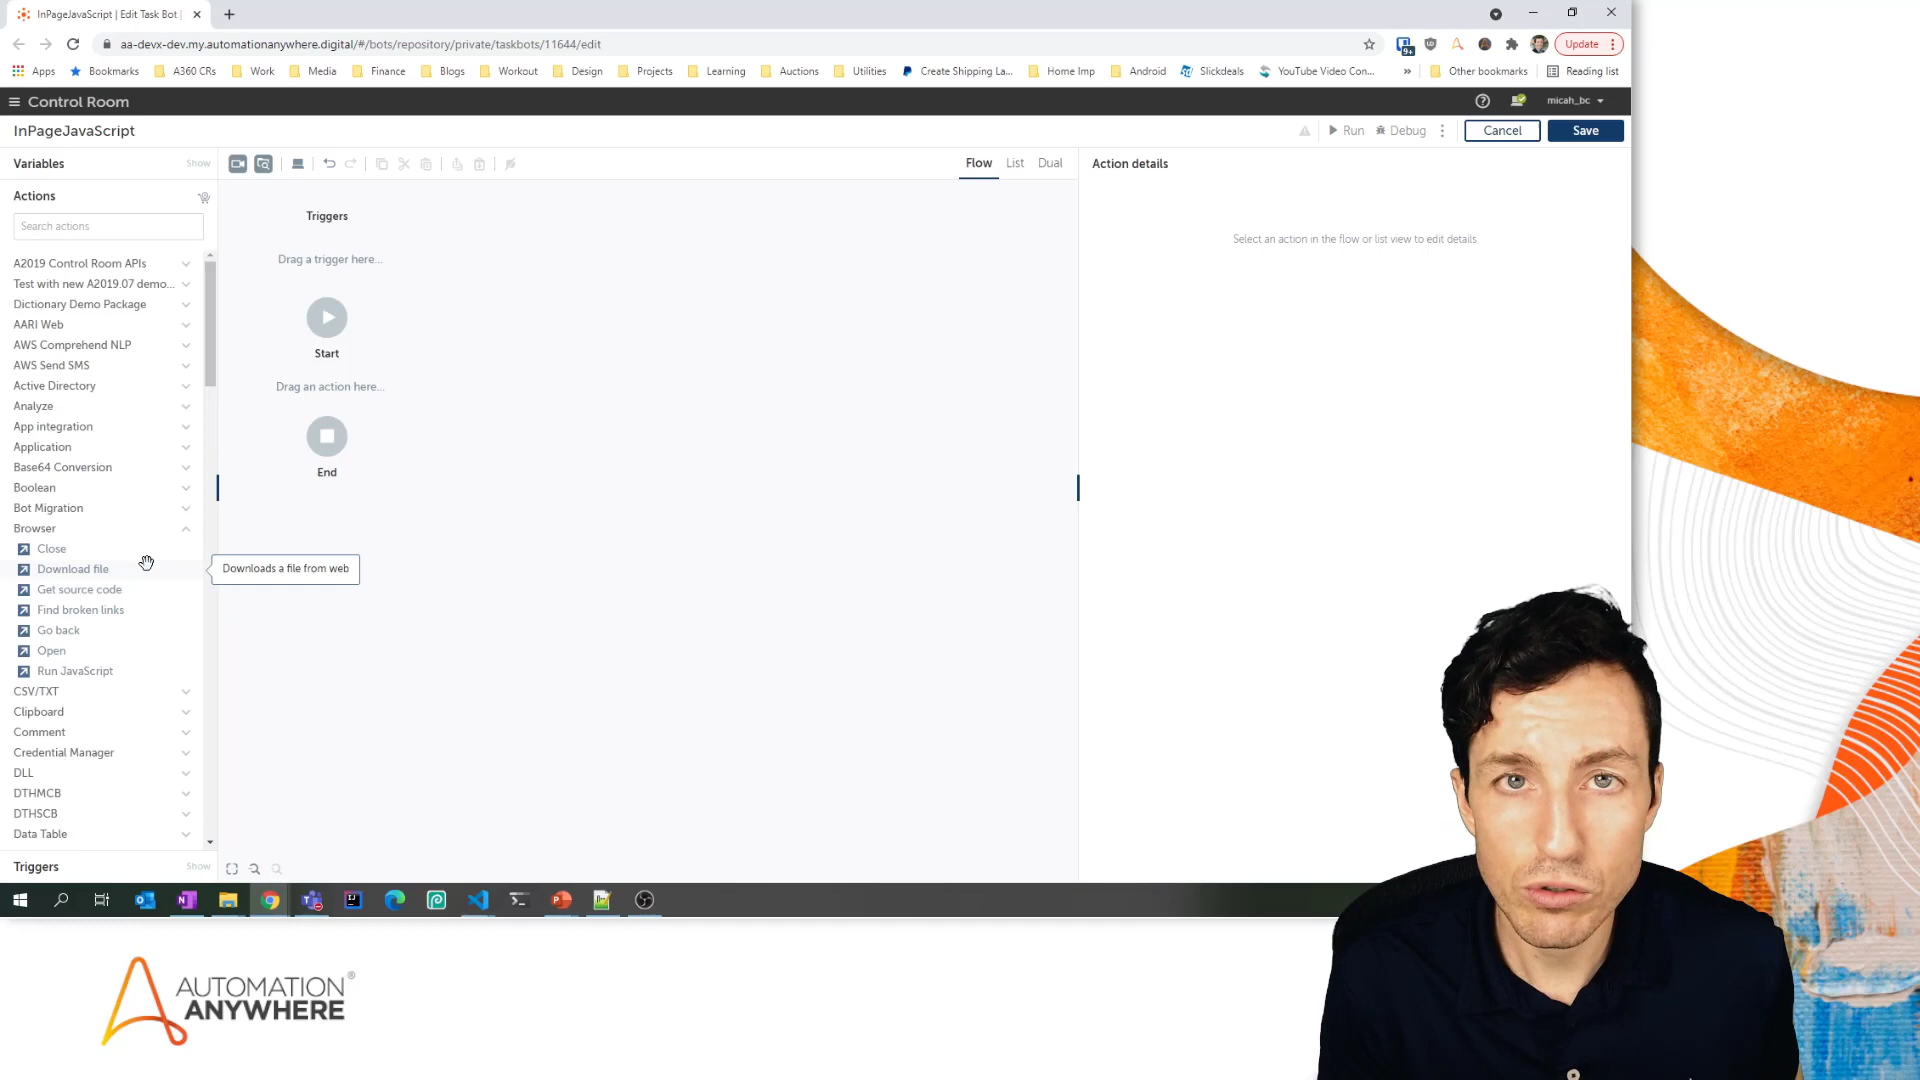 InPageJavaScript | Edit Task Bot |
aa-devx-dev.my.automationanywhere.digital/#/bots/repository/private/taskbots/11644/edit
9+
Update
Apps
Bookmarks
A360 CRs
Work
Media
Finance
Blogs
Workout
Design
Projects
Learning
Auctions
Utilities
Create Shipping La...
Home Imp
Android
Slickdeals
YouTube Video Con...
»
Other bookmarks
Reading list
Control Room
micah_bc
InPageJavaScript
Run
Debug
Cancel
Save
Variables
Show
Flow
List
Dual
Action details
Actions
Search actions
Triggers
Select an action in the flow or list view to edit details
Drag a trigger here...
Start
Drag an action here...
End
A2019 Control Room APIs
Test with new A2019.07 demo...
Dictionary Demo Package
AARI Web
AWS Comprehend NLP
AWS Send SMS
Active Directory
Analyze
App integration
Application
Base64 Conversion
Boolean
Bot Migration
Browser
Close
Download file
Downloads a file from web
Get source code
Find broken links
Go back
Open
Run JavaScript
CSV/TXT
Clipboard
Comment
Credential Manager
DLL
DTHMCB
DTHSCB
Data Table
Triggers
Show
AUTOMATION®
ANYWHERE